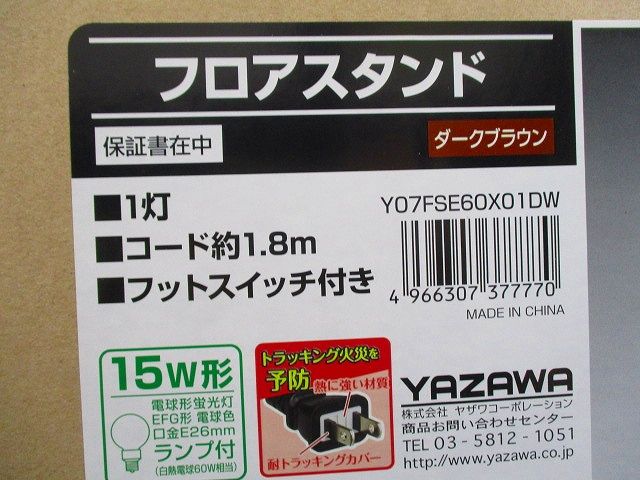 フロアスタンド
保証書在中
ダークブラウン
■1灯
■コード約1.8m
■フットスイッチ付き
Y07FSE60X01DW
4 966307 377770
MADE IN CHINA
15W形
電球形蛍光灯
EFG形 電球色
口金E26mm
ランプ付
(白熱電球60W相当)
トラッキング火災を
予防
熱に強い材質
耐トラッキングカバー
YAZAWA
株式会社 ヤザワコーポレーション
商品お問い合わせセンター
TEL 03-5812-1051
http://www.yazawa.co.jp